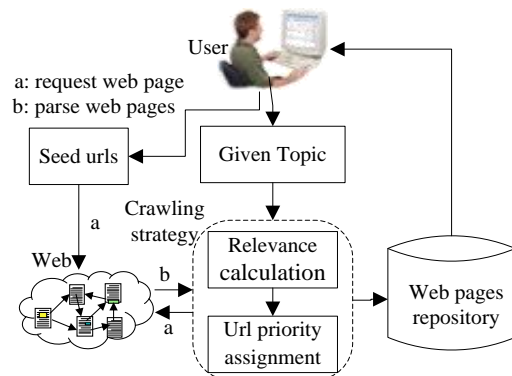 User
a: request web page
b: parse web pages
Seed urls
Given Topic
a
Crawling
strategy
Web
b
a
Relevance
calculation
Url priority
assignment
Web pages
repository